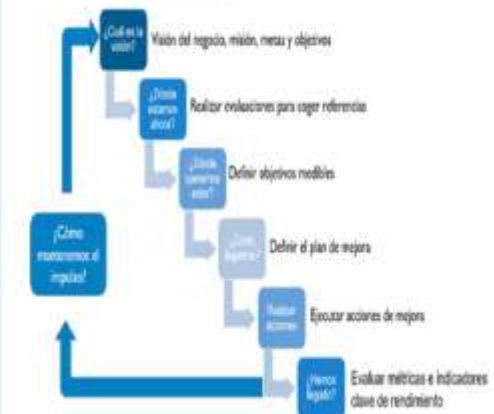 ¿Cuál es la
visión?
Visión del negocio, misión, metas y objetivos
¿Dónde
estamos
ahora?
Realizar evaluaciones para coger referencias
¿Dónde
queremos
estar?
Definir objetivos medibles
¿Cómo
Definir el plan de mejora
¿Cómo
mantenemos el
impulso?
Realizar
acciones
Ejecutar acciones de mejora
¿Hemos
llegado?
Evaluar métricas e indicadores
clave de rendimiento